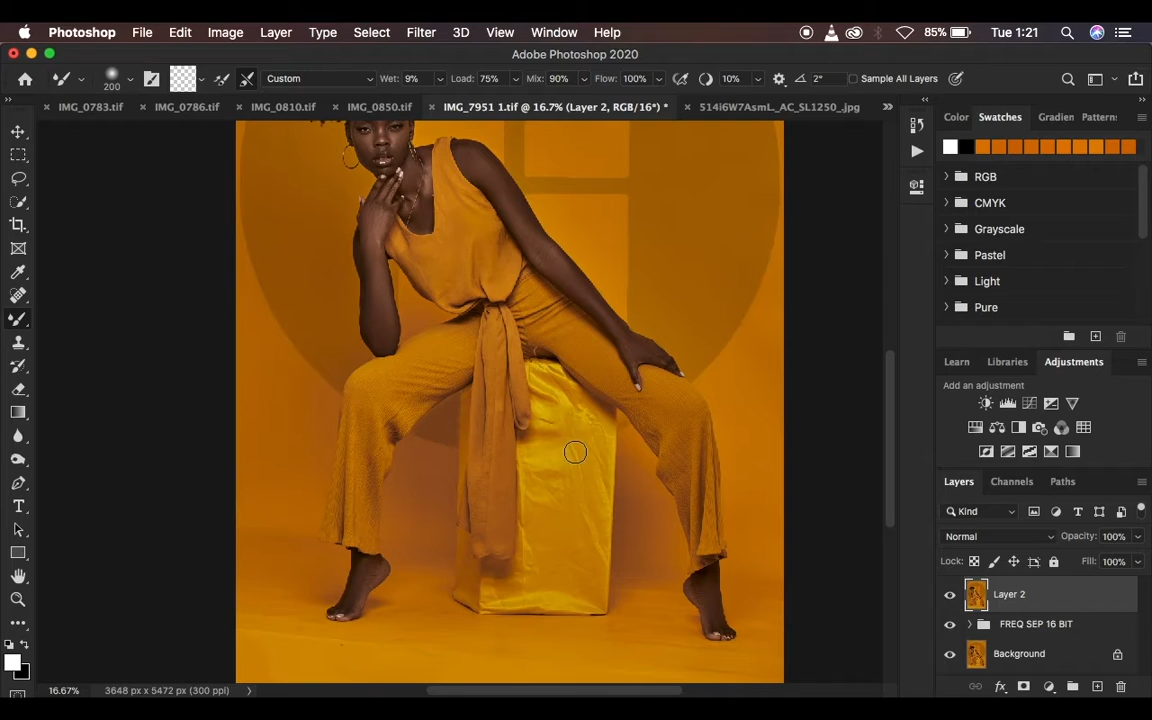 Photoshop File Edit Image Layer Type Select Filter 3D View Window Help 85% Tue 1:21
Adobe Photoshop 2020
200 Custom Wet: 9% Load: 75% Mix: 90% Flow: 100% 10% 2° Sample All Layers
IMG_0783.tif IMG_0786.tif IMG_0810.tif IMG_0850.tif IMG_7951 1.tif @ 16.7% (Layer 2, RGB/16*) * 514i6W7AsmL_AC_SL1250_.jpg
Color Swatches Gradien Pattern:
RGB
CMYK
Grayscale
Pastel
Light
Pure
Learn Libraries Adjustments
Add an adjustment
Layers Channels Paths
Kind
Normal Opacity: 100%
Lock: Fill: 100%
Layer 2
FREQ SEP 16 BIT
Background
16.67% 3648 px x 5472 px (300 ppi)